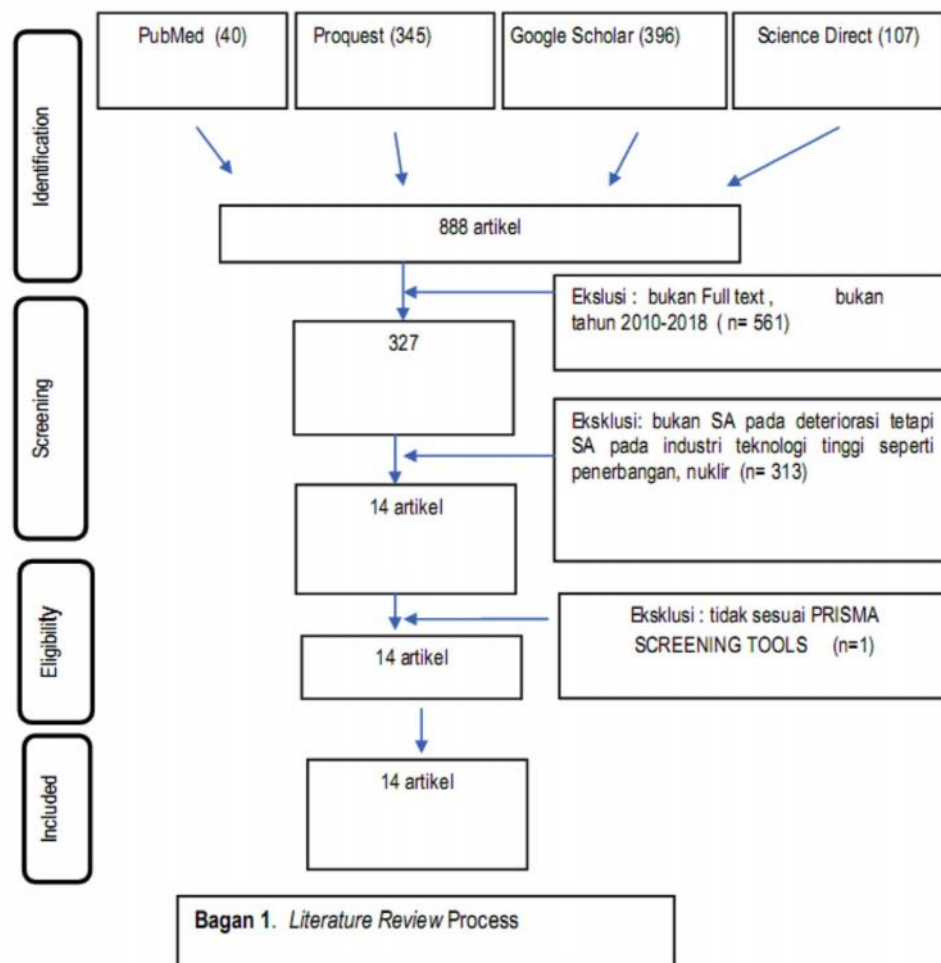 PubMed (40)
Proquest (345)
Google Scholar (396)
Science Direct (107)
Identification
888 artikel
Ekslusi : bukan Full text , bukan
tahun 2010-2018 ( n= 561)
Screening
327
Eksklusi: bukan SA pada deteriorasi tetapi
SA pada industri teknologi tinggi seperti
penerbangan, nuklir (n= 313)
14 artikel
Eligibility
Eksklusi : tidak sesuai PRISMA
SCREENING TOOLS (n=1)
14 artikel
Included
14 artikel
Bagan 1. Literature Review Process